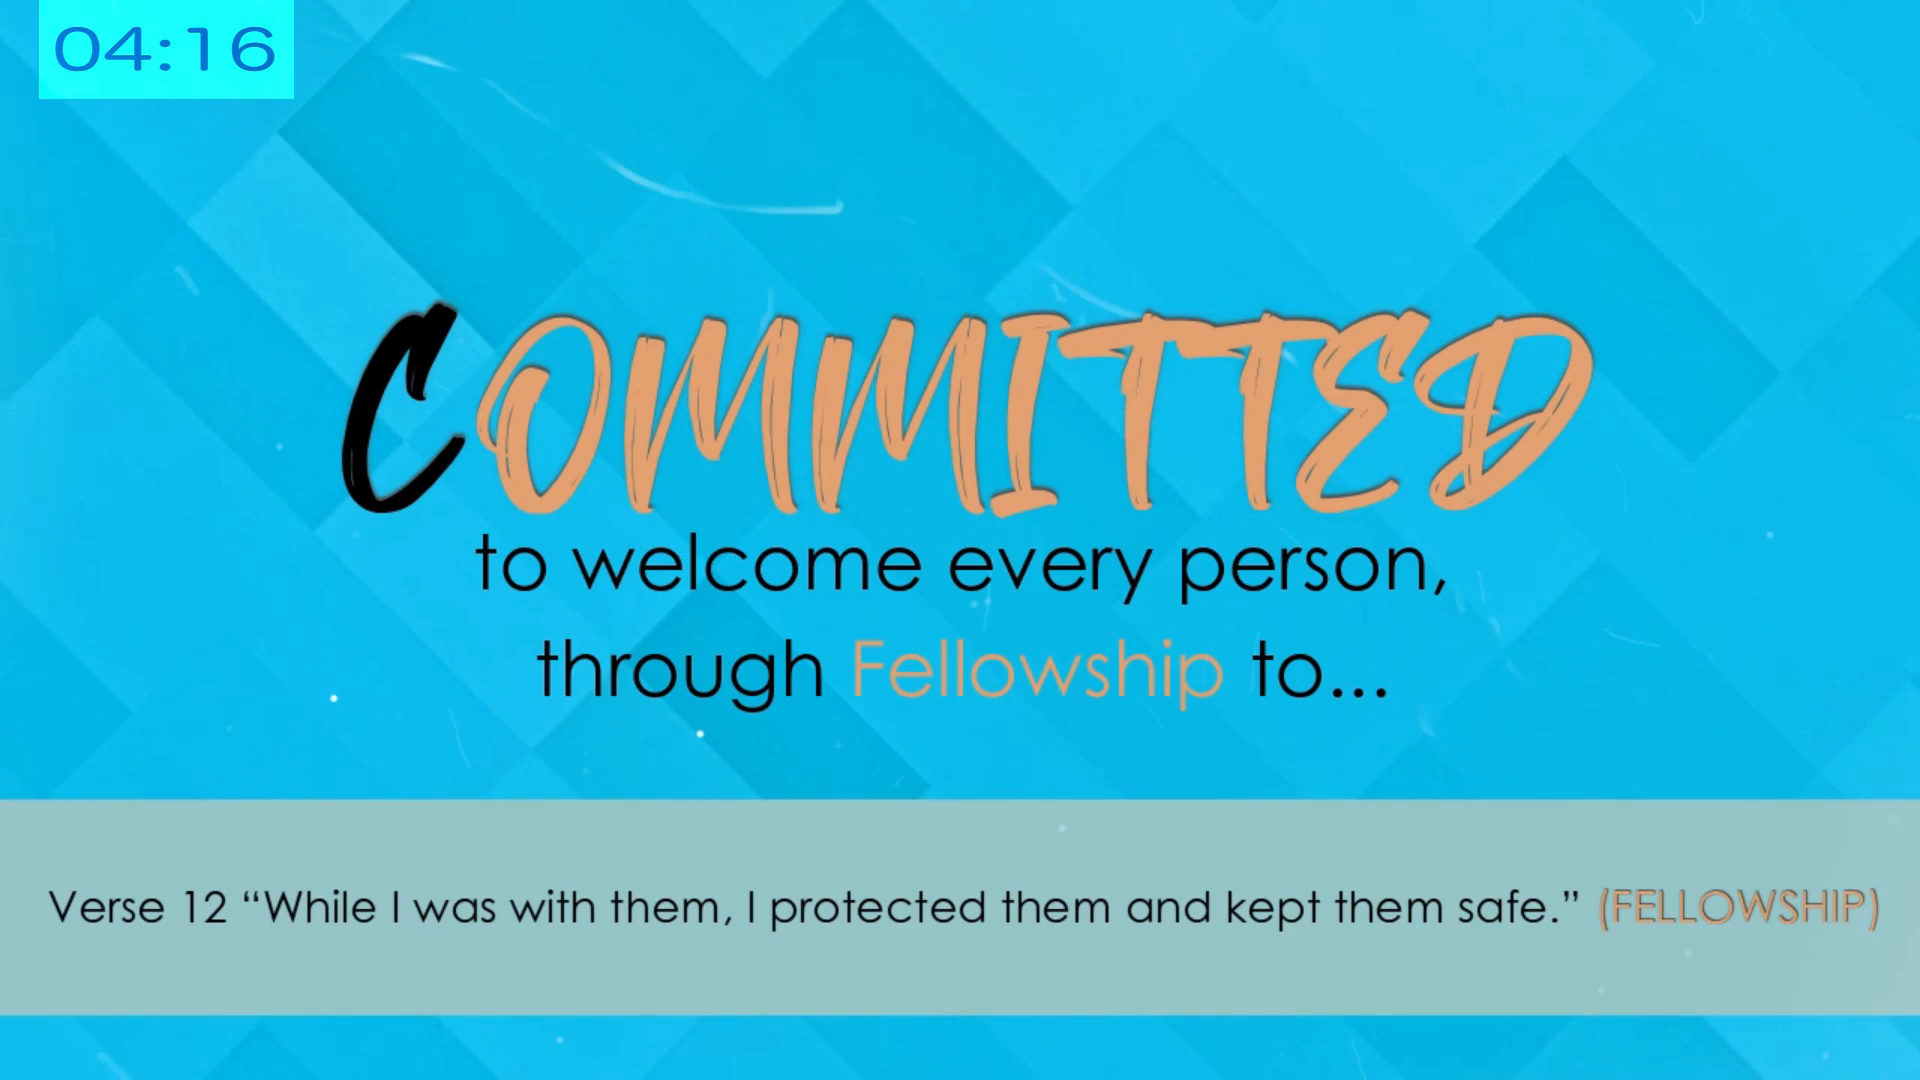 04:16
COMMITTED
to welcome every person,
through Fellowship to...
Verse 12 “While I was with them, I protected them and kept them safe.” (FELLOWSHIP)